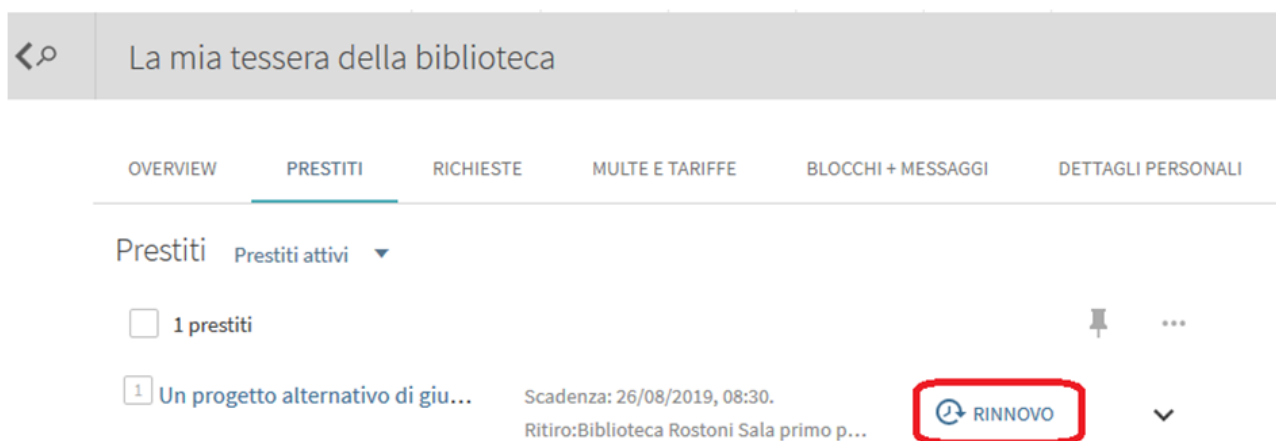 La mia tessera della biblioteca
OVERVIEW PRESTITI RICHIESTE MULTE E TARIFFE BLOCCHI + MESSAGGI DETTAGLI PERSONALI
Prestiti Prestiti attivi
1 prestiti
1 Un progetto alternativo di giu... Scadenza: 26/08/2019, 08:30.
RINNOVO
Ritiro:Biblioteca Rostoni Sala primo p...